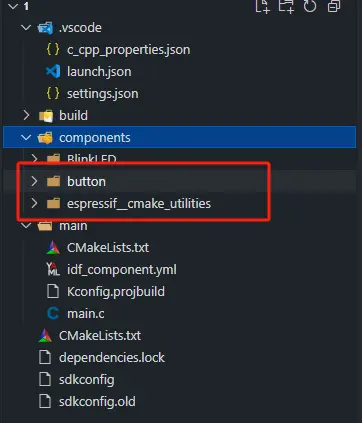 1
.vscode
c_cpp_properties.json
launch.json
settings.json
build
components
BlinkLED
button
espressif__cmake_utilities
main
CMakeLists.txt
idf_component.yml
Kconfig.projbuild
main.c
CMakeLists.txt
dependencies.lock
sdkconfig
sdkconfig.old